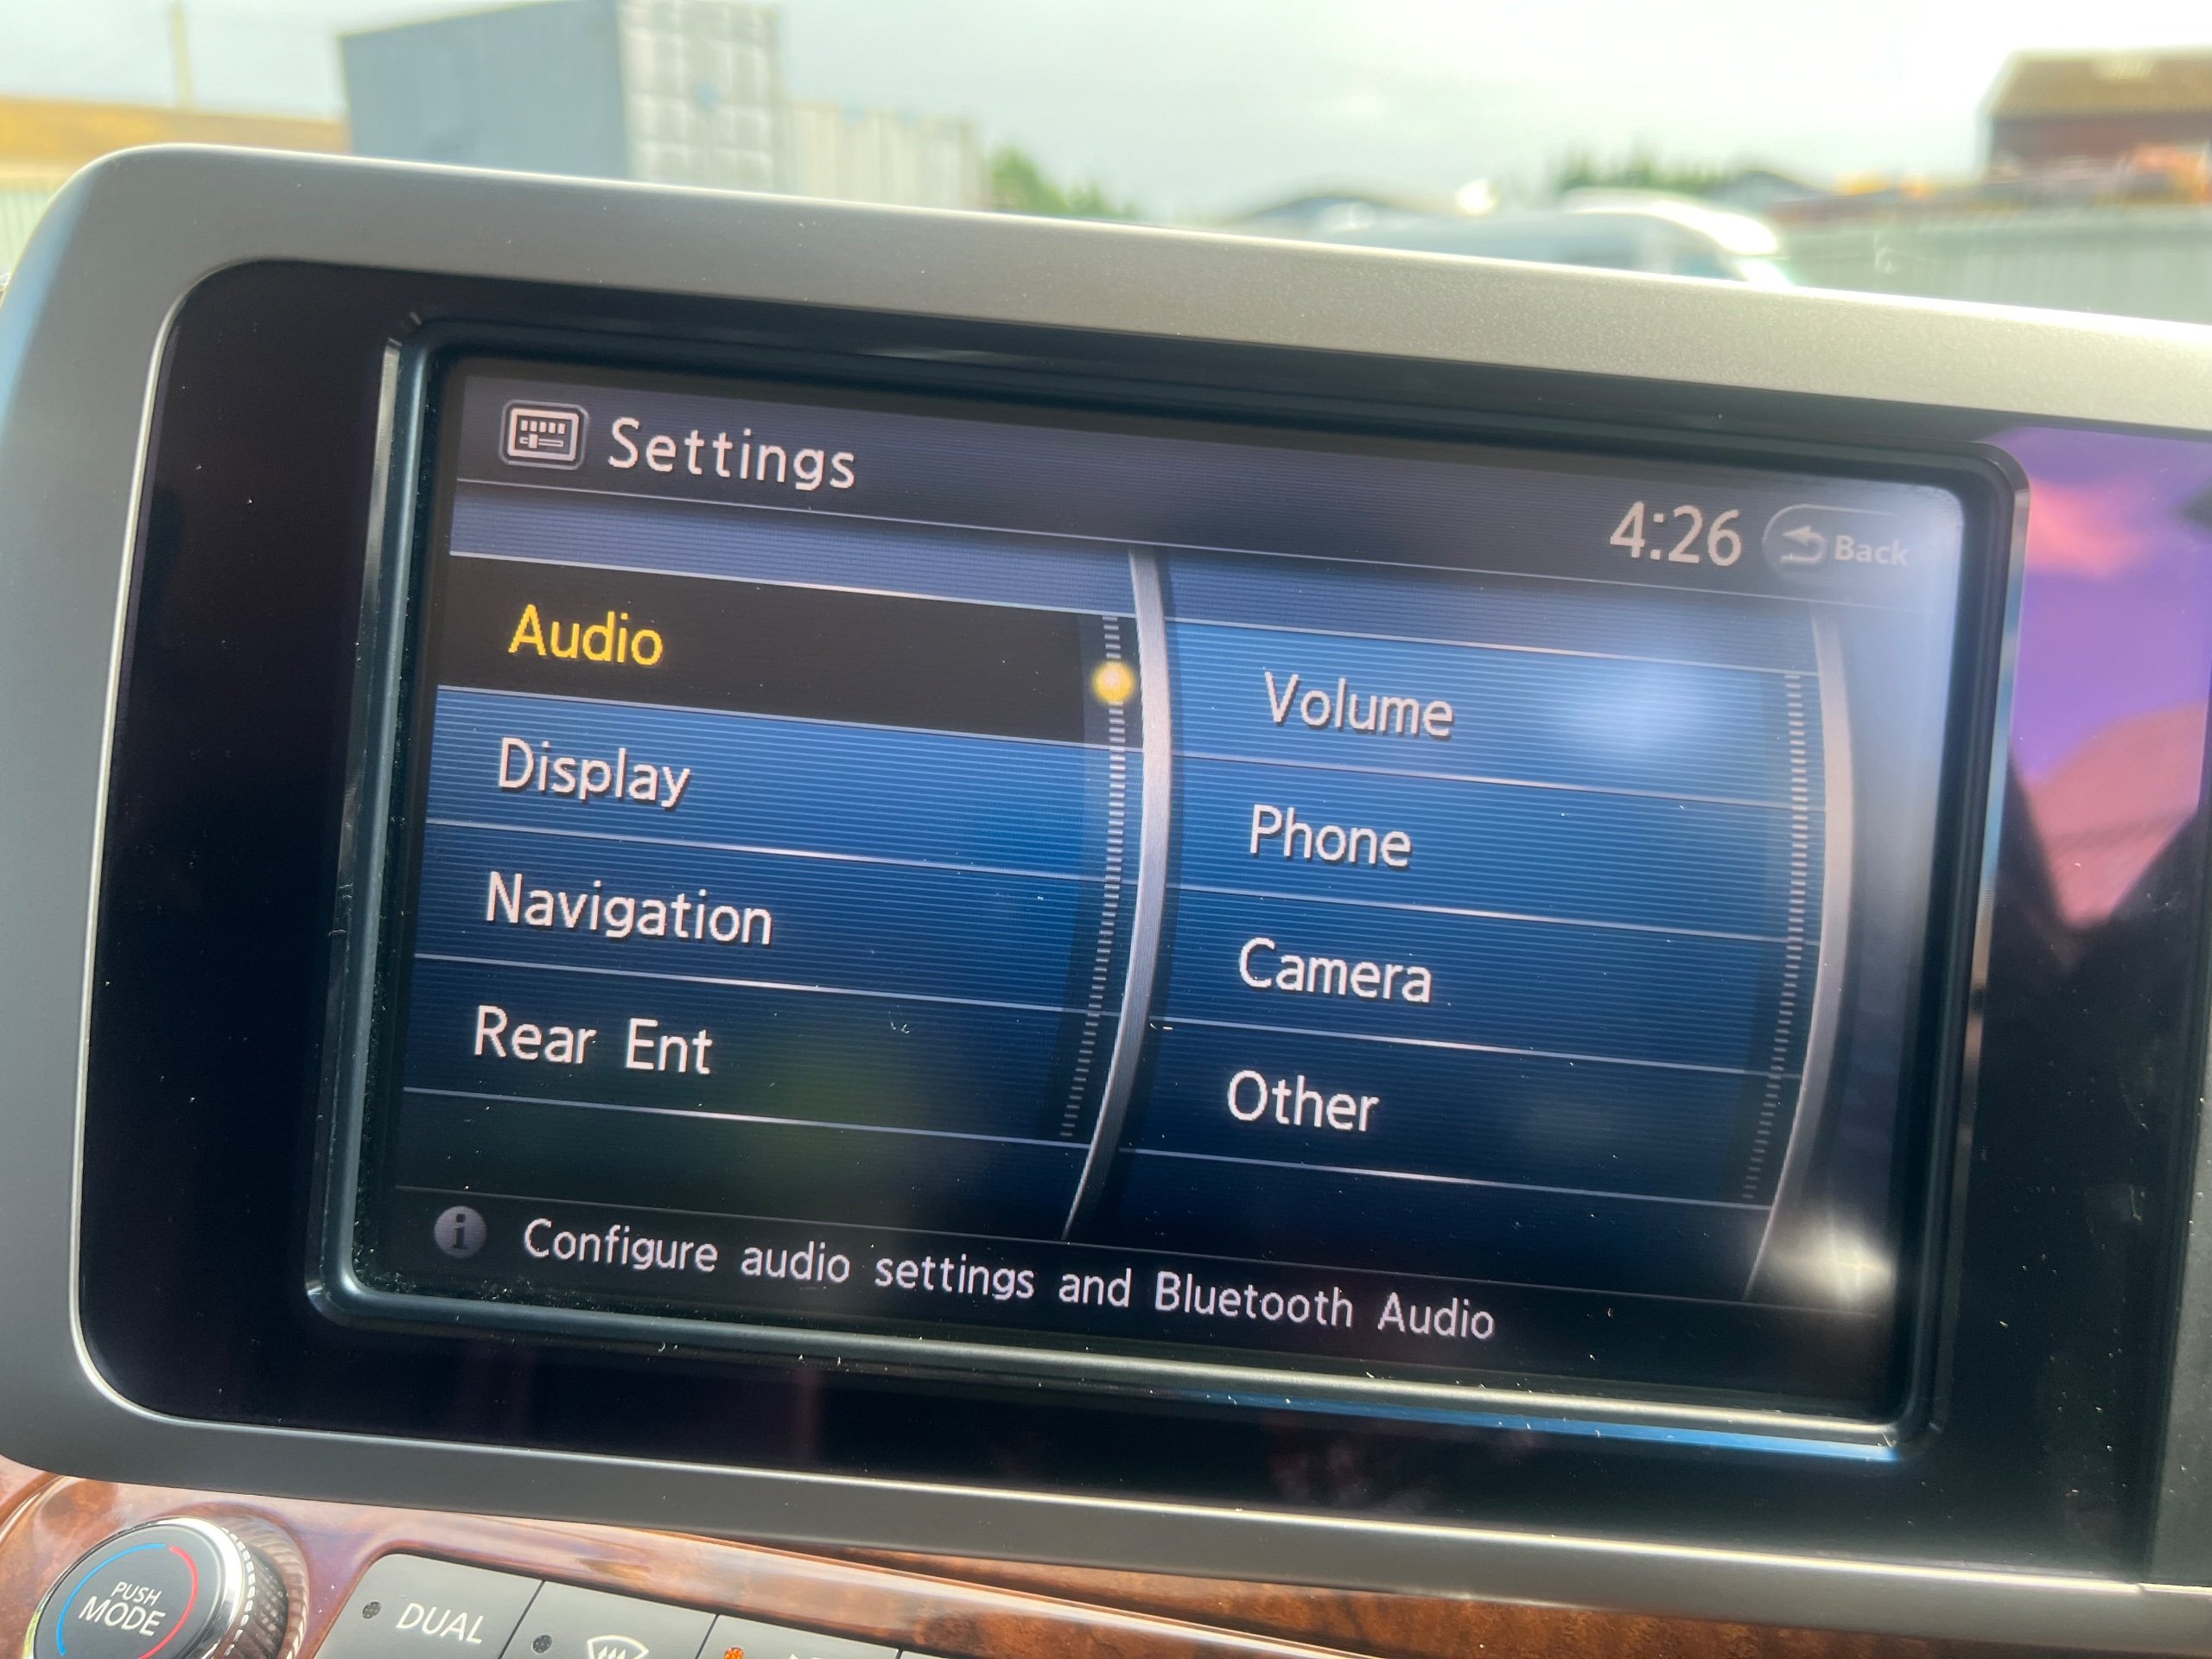 Settings
4:26 Back
Audio
Display
Navigation
Rear Ent
Volume
Phone
Camera
Other
i Configure audio settings and Bluetooth Audio
PUSH
MODE
DUAL